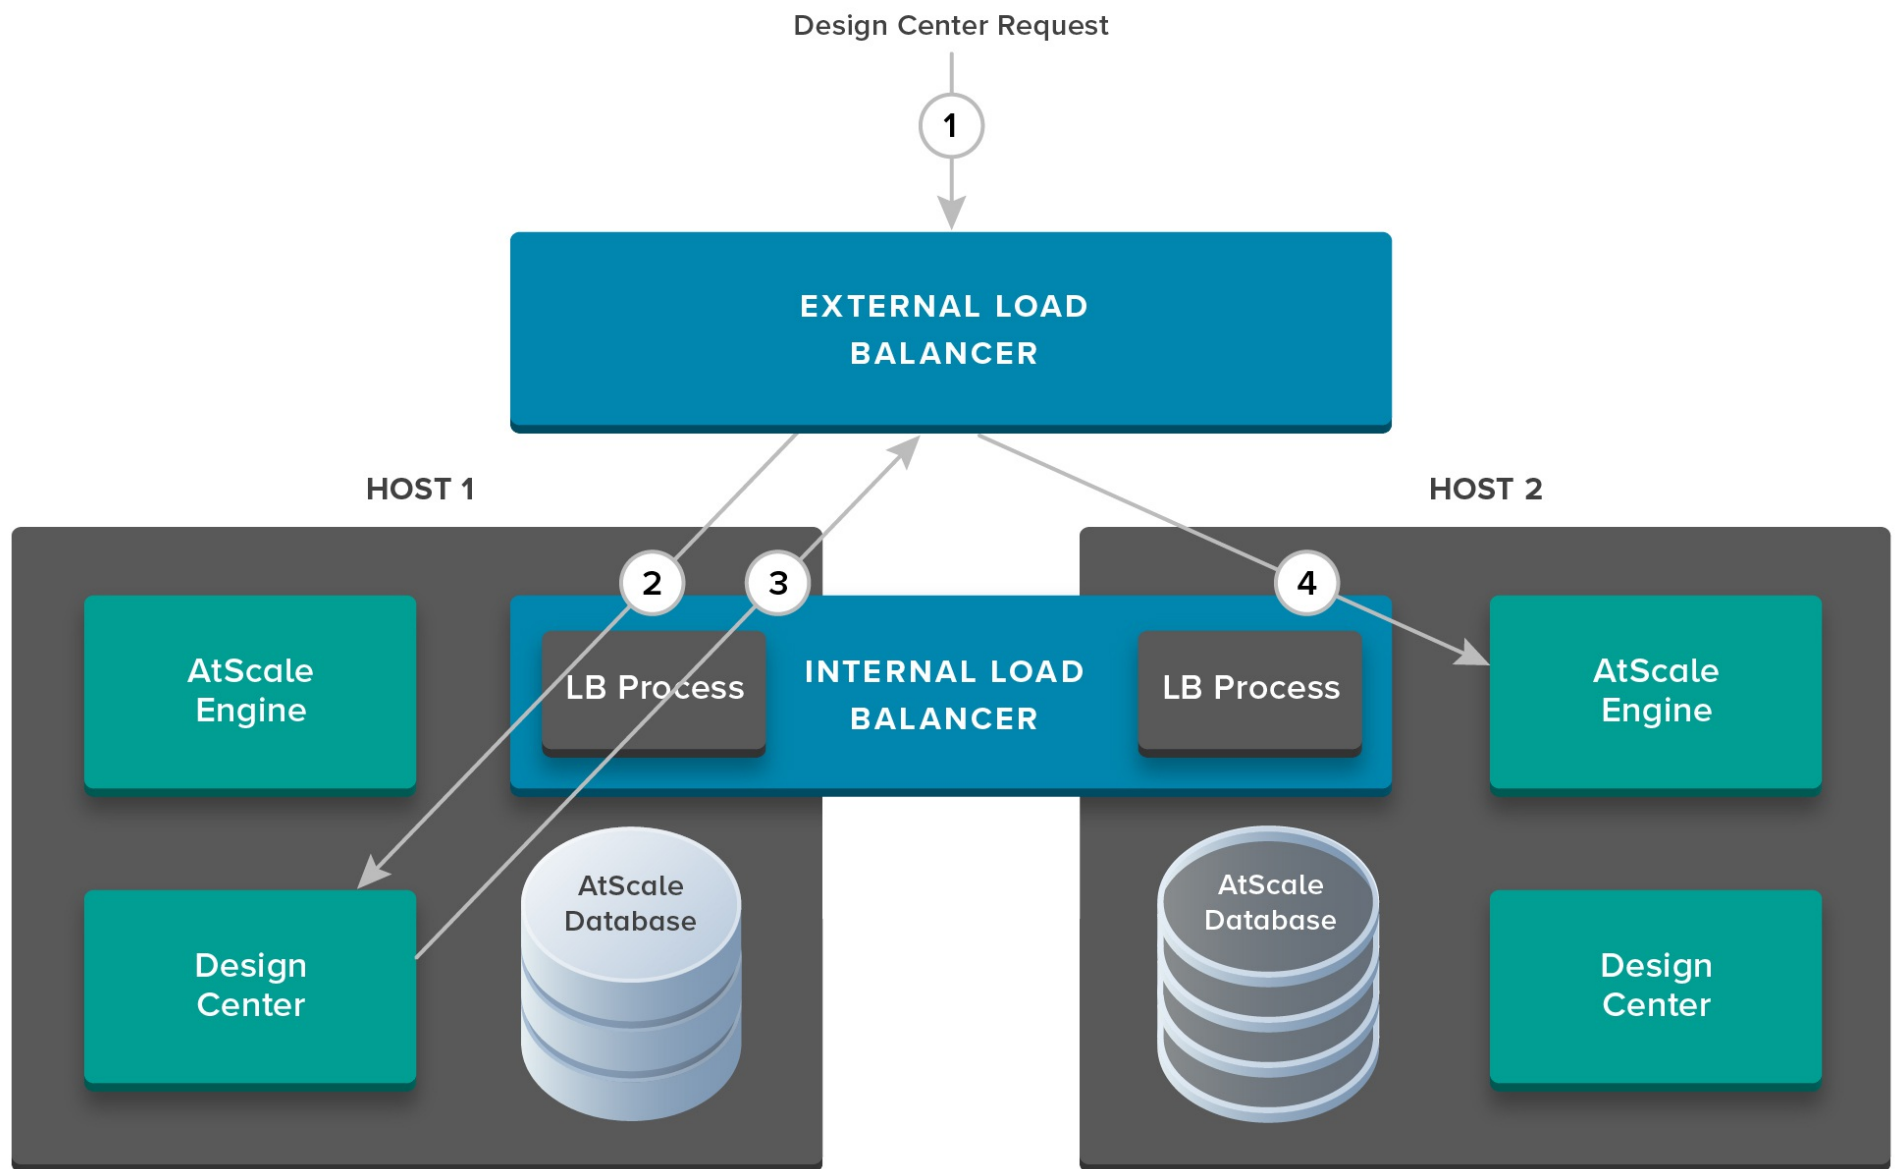 Design Center Request
1
EXTERNAL LOAD
BALANCER
HOST 1
HOST 2
2
3
4
AtScale
Engine
LB Process
INTERNAL LOAD
BALANCER
LB Process
AtScale
Engine
AtScale
Database
AtScale
Database
Design
Center
Design
Center